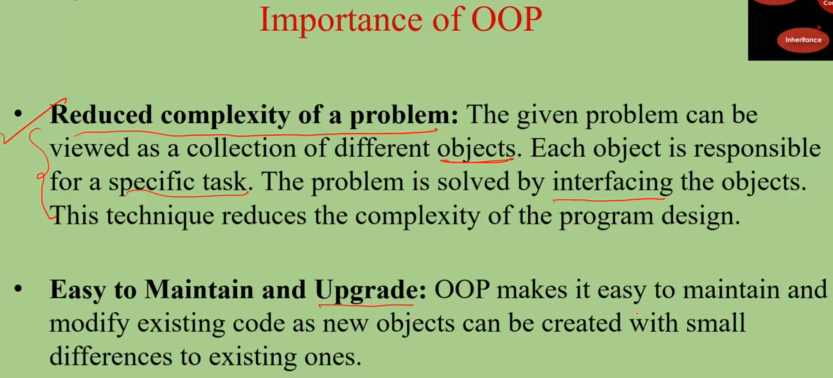 Importance of OOP
Inheritance
• Reduced complexity of a problem: The given problem can be
viewed as a collection of different objects. Each object is responsible
for a specific task. The problem is solved by interfacing the objects.
This technique reduces the complexity of the program design.
• Easy to Maintain and Upgrade: OOP makes it easy to maintain and
modify existing code as new objects can be created with small
differences to existing ones.